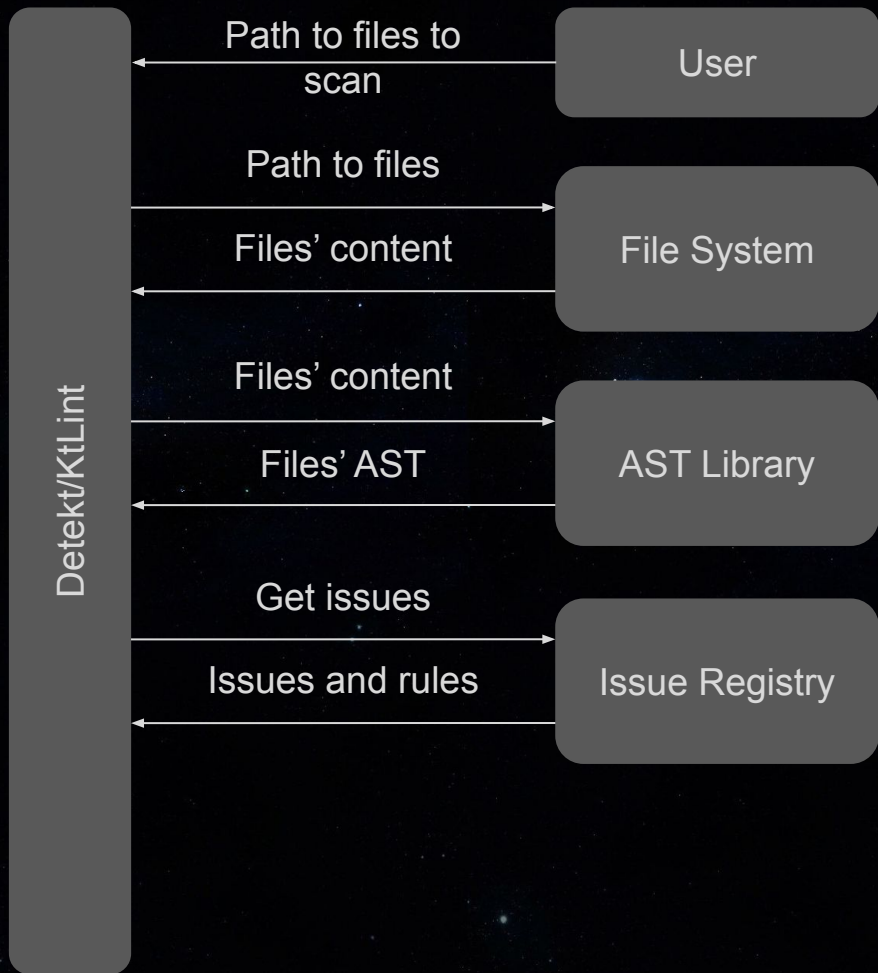 Path to files to
scan
User
Path to files
Files’ content
File System
Files’ content
Files’ AST
AST Library
Detekt/KtLint
Get issues
Issues and rules
Issue Registry